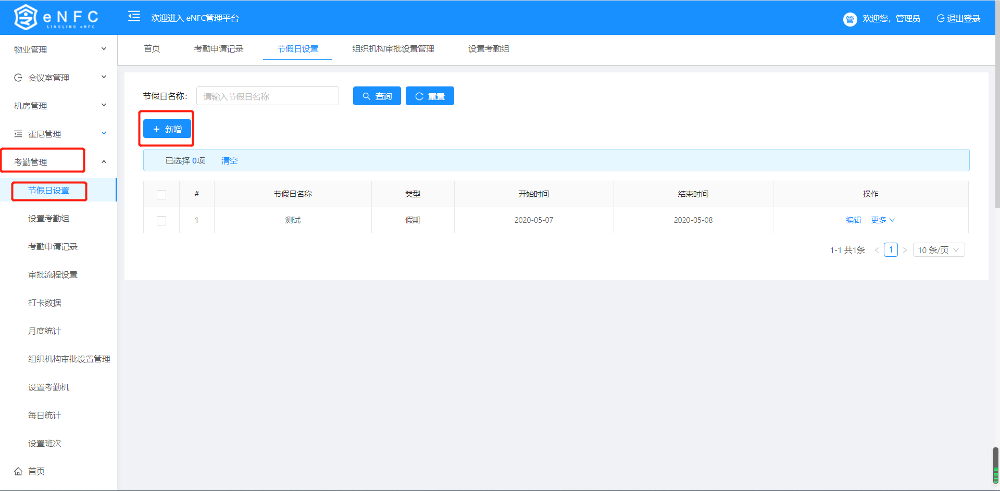 eNFC
LINGLING eNFC
欢迎进入 eNFC管理平台
管
欢迎您，管理员
退出登录
物业管理
会议室管理
机房管理
霍尼管理
考勤管理
节假日设置
设置考勤组
考勤申请记录
审批流程设置
打卡数据
月度统计
组织机构审批设置管理
设置考勤机
每日统计
设置班次
首页
首页 考勤申请记录 节假日设置 组织机构审批设置管理 设置考勤组
节假日名称： 请输入节假日名称 查询 重置
新增
已选择 0项 清空
# 节假日名称 类型 开始时间 结束时间 操作
1 测试 假期 2020-05-07 2020-05-08 编辑 更多
1-1 共1条 < 1 > 10 条/页